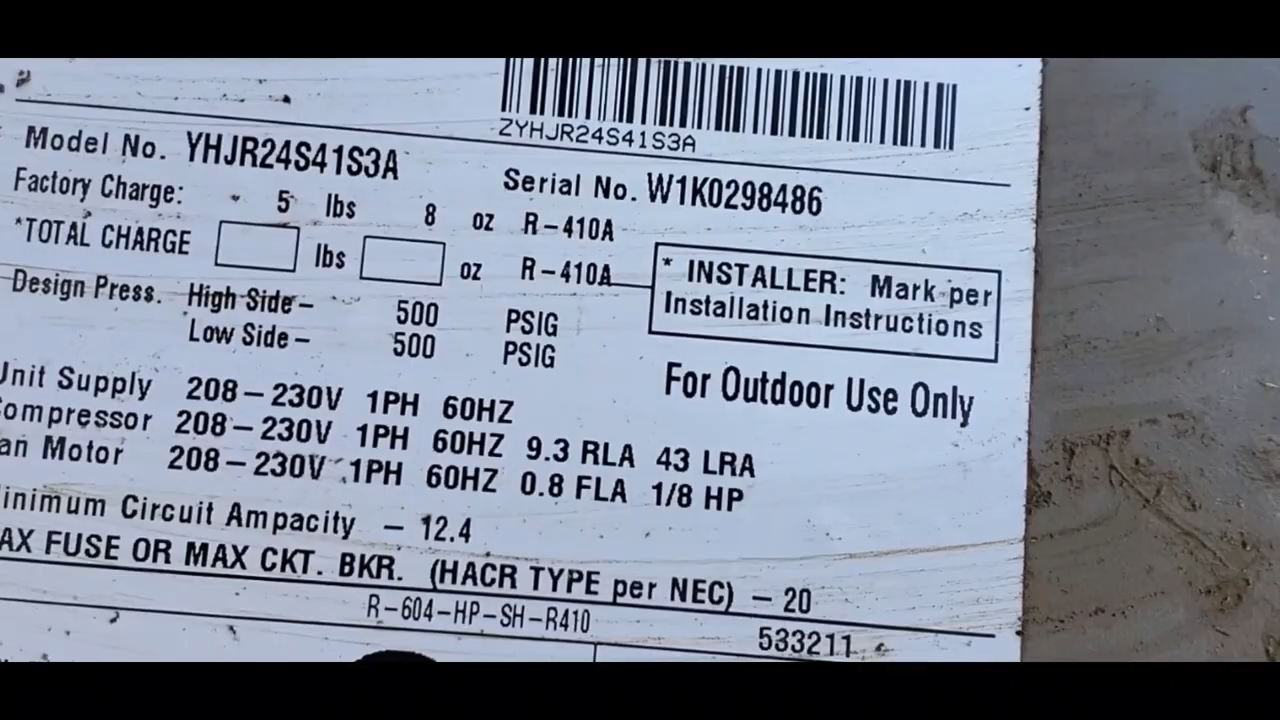 ZYHJR24S41S3A
Model No. YHJR24S41S3A
Serial No. W1K0298486
Factory Charge: 5 lbs 8 oz R-410A
*TOTAL CHARGE lbs oz R-410A
* INSTALLER: Mark per
Installation Instructions
Design Press. High Side- 500 PSIG
Low Side- 500 PSIG
For Outdoor Use Only
Unit Supply 208-230V 1PH 60HZ
ompressor 208-230V 1PH 60HZ 9.3 RLA 43 LRA
an Motor 208-230V 1PH 60HZ 0.8 FLA 1/8 HP
inimum Circuit Ampacity - 12.4
AX FUSE OR MAX CKT. BKR. (HACR TYPE per NEC) - 20
R-604-HP-SH-R410
533211